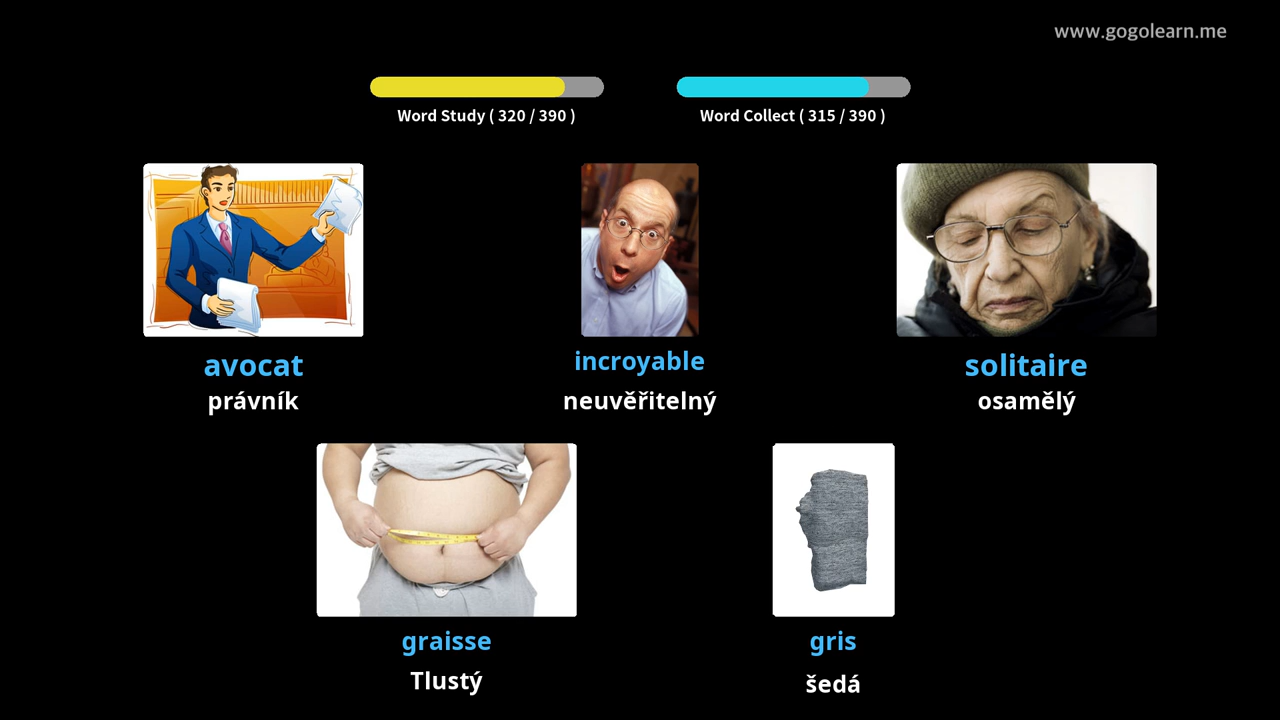 www.gogolearn.me
Word Study ( 320 / 390 )
Word Collect ( 315 / 390 )
avocat
právník
incroyable
neuvěřitelný
solitaire
osamělý
graisse
Tlustý
gris
šedá